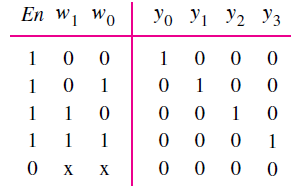 En w₁ w₀ y₀ y₁ y₂ y₃
1 0 0 1 0 0 0
1 0 1 0 1 0 0
1 1 0 0 0 1 0
1 1 1 0 0 0 1
0 x x 0 0 0 0